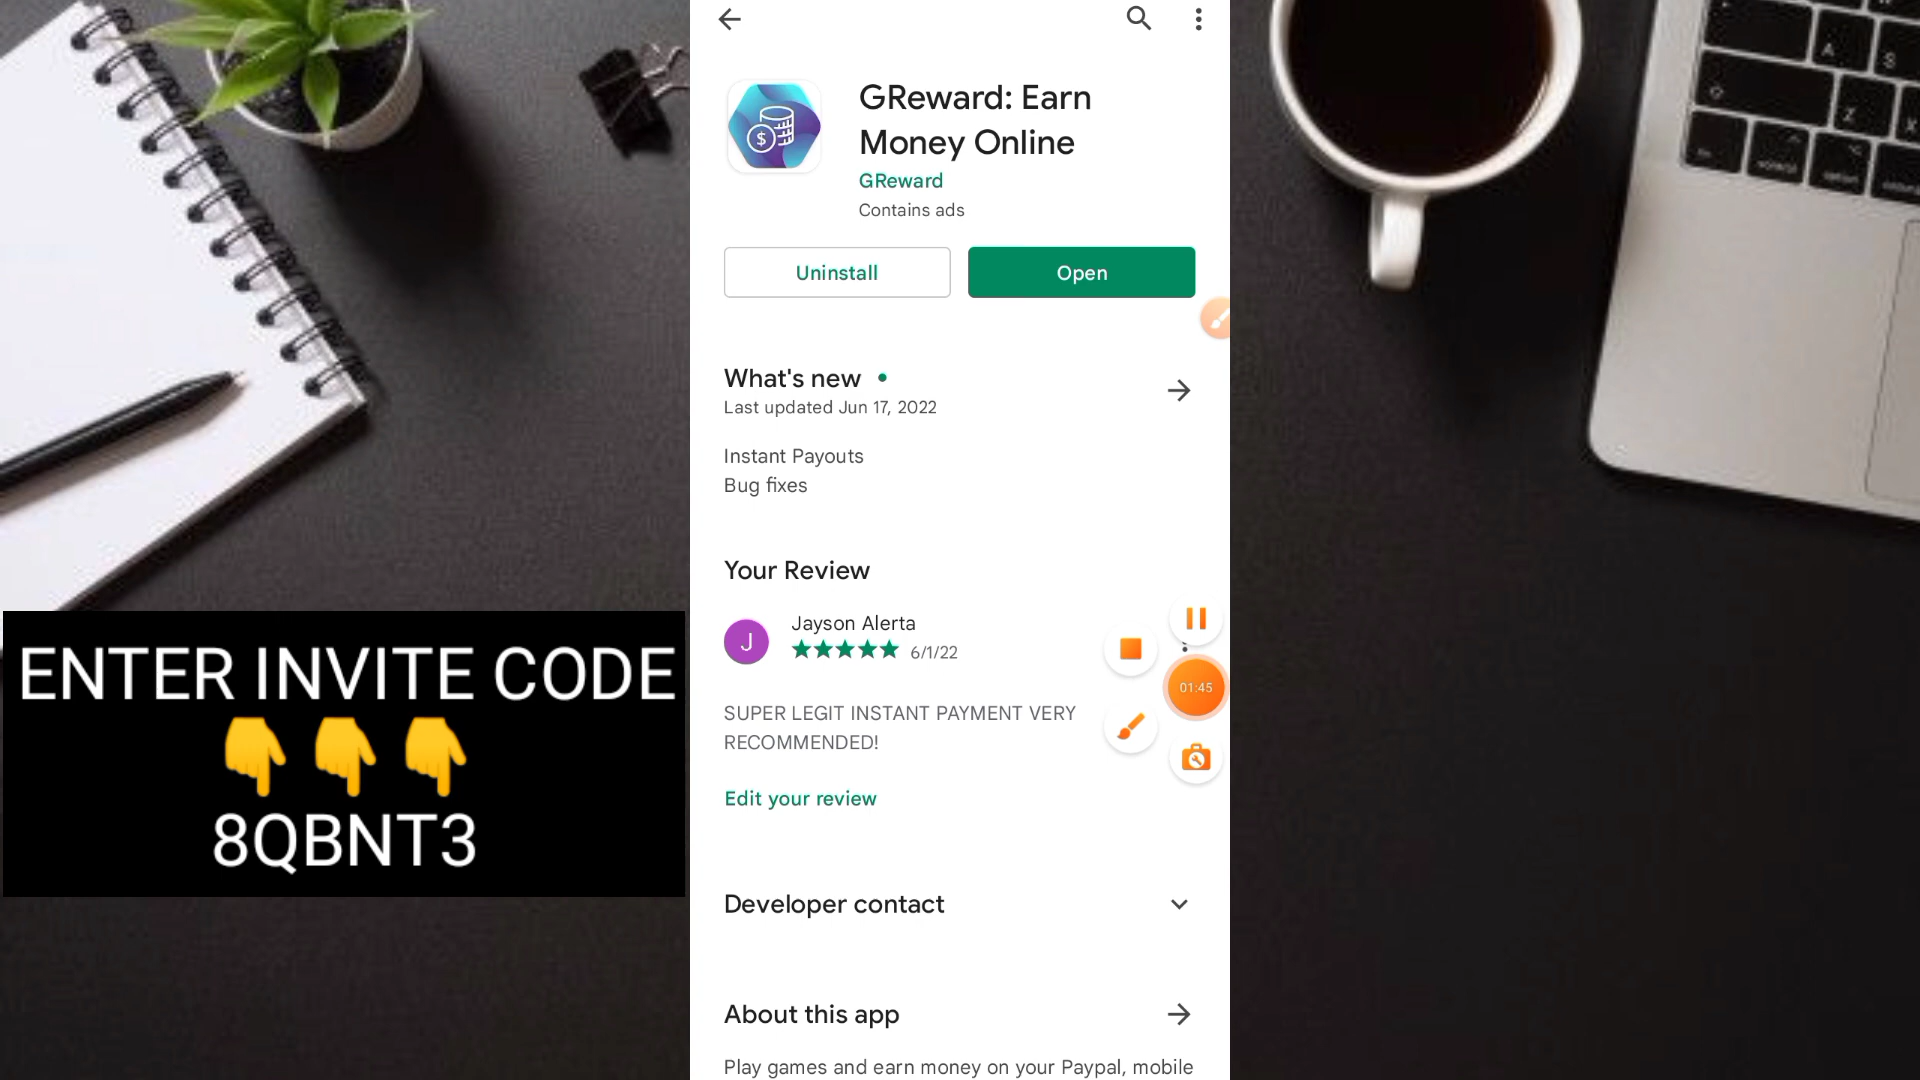 GReward: Earn
Money Online
GReward
Contains ads
Uninstall
Open
What's new
Last updated Jun 17, 2022
Instant Payouts
Bug fixes
Your Review
J
Jayson Alerta
6/1/22
01:45
SUPER LEGIT INSTANT PAYMENT VERY
RECOMMENDED!
Edit your review
Developer contact
About this app
Play games and earn money on your Paypal, mobile
ENTER INVITE CODE
👇👇👇
8QBNT3
$
A
S
Z
X